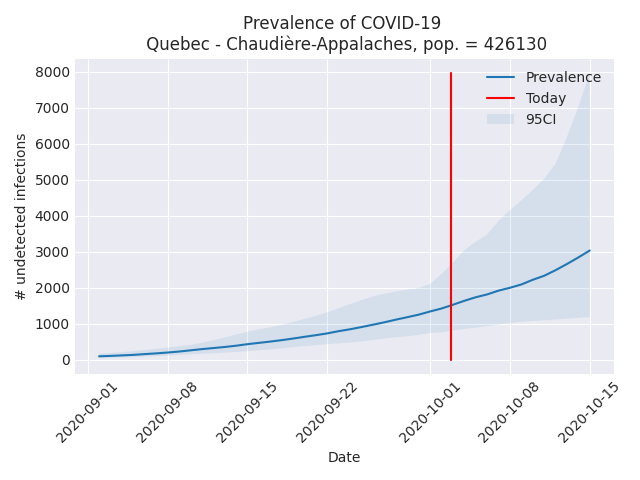 Prevalence of COVID-19
Quebec - Chaudière-Appalaches, pop. = 426130
8000
7000
6000
5000
4000
3000
2000
1000
0
# undetected infections
Prevalence
Today
95CI
2020-09-01
2020-09-08
2020-09-15
2020-09-22
2020-10-01
2020-10-08
2020-10-15
Date